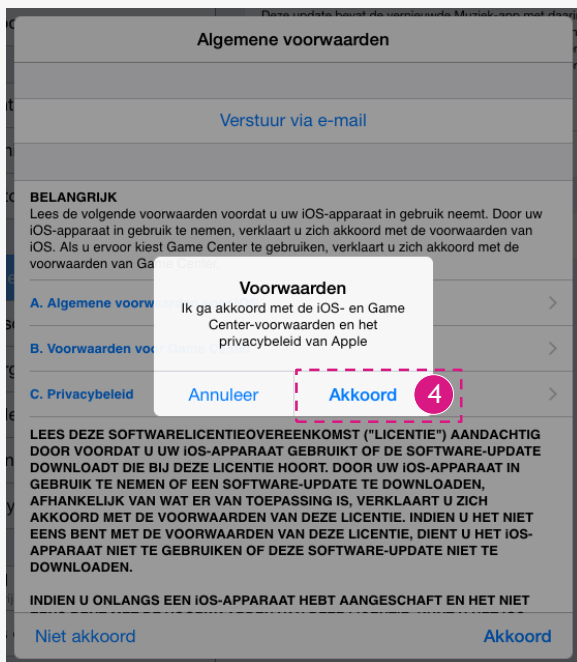 Deze update bevat de vernieuwde Muziek-app met
Algemene voorwaarden
Verstuur via e-mail
BELANGRIJK
Lees de volgende voorwaarden voordat u uw iOS-apparaat in gebruik neemt. Door uw
iOS-apparaat in gebruik te nemen, verklaart u zich akkoord met de voorwaarden van
iOS. Als u ervoor kiest Game Center te gebruiken, verklaart u zich akkoord met de
voorwaarden van Game Center
Voorwaarden
Ik ga akkoord met de iOS- en Game
Center-voorwaarden en het
privacybeleid van Apple
Annuleer
Akkoord
4
A. Algemene voorw
B. Voorwaarden voor Game Center
C. Privacybeleid
LEES DEZE SOFTWARELICENTIEOVEREENKOMST ("LICENTIE") AANDACHTIG
DOOR VOORDAT U UW iOS-APPARAAT GEBRUIKT OF DE SOFTWARE-UPDATE
DOWNLOADT DIE BIJ DEZE LICENTIE HOORT. DOOR UW iOS-APPARAAT IN
GEBRUIK TE NEMEN OF EEN SOFTWARE-UPDATE TE DOWNLOADEN,
AFHANKELIJK VAN WAT ER VAN TOEPASSING IS, VERKLAART U ZICH
AKKOORD MET DE VOORWAARDEN VAN DEZE LICENTIE. INDIEN U HET NIET
EENS BENT MET DE VOORWAARDEN VAN DEZE LICENTIE, DIENT U HET iOS-
APPARAAT NIET TE GEBRUIKEN OF DEZE SOFTWARE-UPDATE NIET TE
DOWNLOADEN.
INDIEN U ONLANGS EEN iOS-APPARAAT HEBT AANGESCHAFT EN HET NIET
Niet akkoord
Akkoord